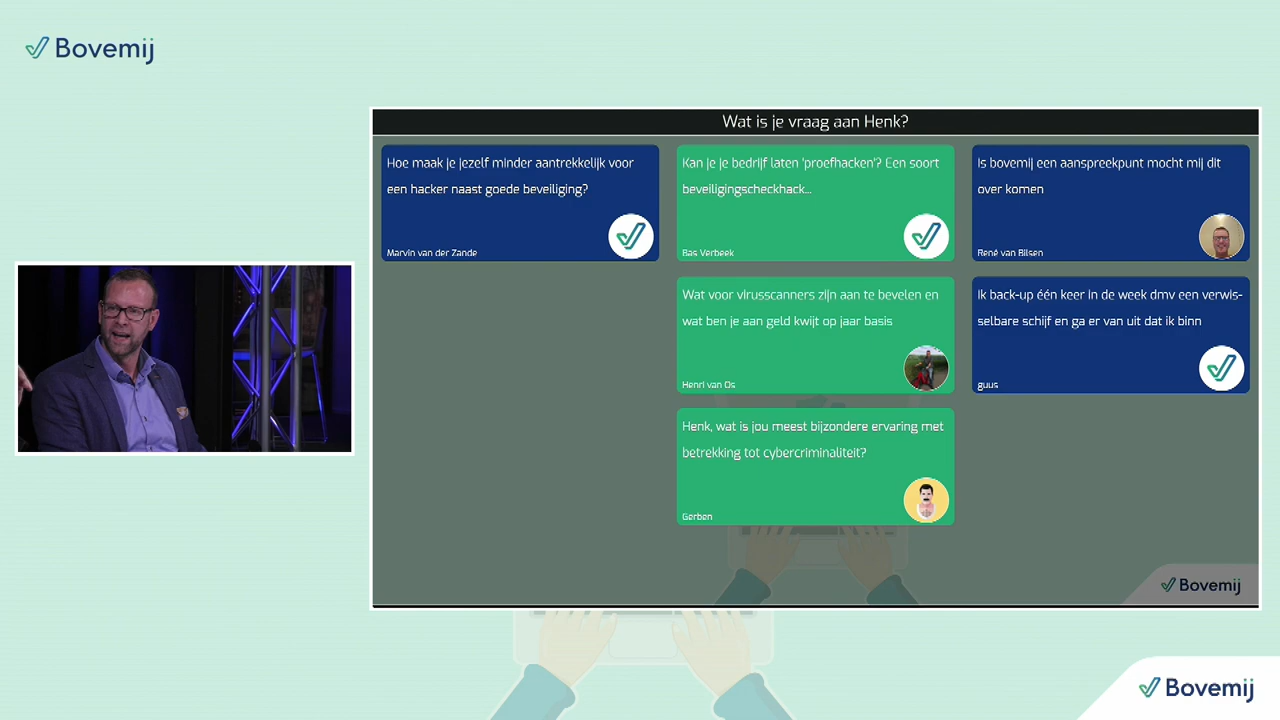 Bovemij
Wat is je vraag aan Henk?
Hoe maak je jezelf minder aantrekkelijk voor
een hacker naast goede beveiliging?
Marvin van der Zande
Kan je je bedrijf laten 'proefhacken'? Een soort
beveiligingscheckhack...
Bas Verbeek
Is bovemij een aanspreekpunt mocht mij dit
over komen
René van Bilsen
Wat voor virusscanners zijn aan te bevelen en
wat ben je aan geld kwijt op jaar basis
Henri van Os
Ik back-up één keer in de week dmv een verwis-
selbare schijf en ga er van uit dat ik binn
guus
Henk, wat is jou meest bijzondere ervaring met
betrekking tot cybercriminaliteit?
Gerben
Bovemij
Bovemij